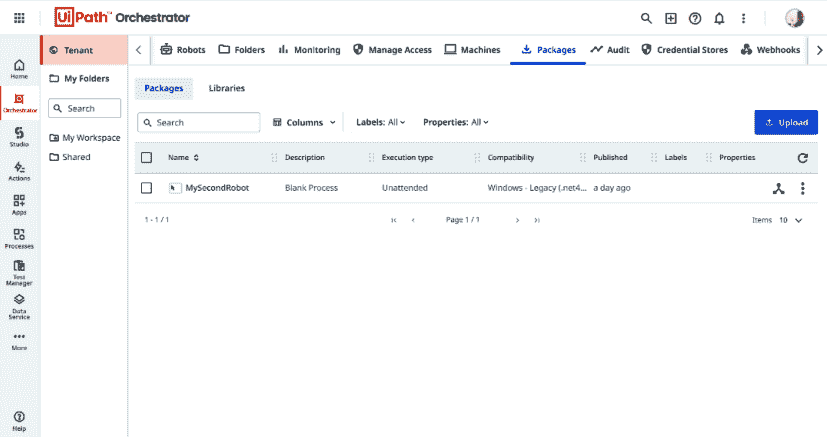 UiPath Orchestrator
Home
Orchestrator
Studio
Actions
Apps
Processes
Test Manager
Data Service
More
Help
Tenant
My Folders
Search
My Workspace
Shared
Robots Folders Monitoring Manage Access Machines Packages Audit Credential Stores Webhooks
Packages Libraries
Search Columns Labels: All Properties: All Upload
Name Description Execution type Compatibility Published Labels Properties
MySecondRobot Blank Process Unattended Windows - Legacy (.net4... a day ago
1 - 1 / 1 Page 1 / 1 Items 10